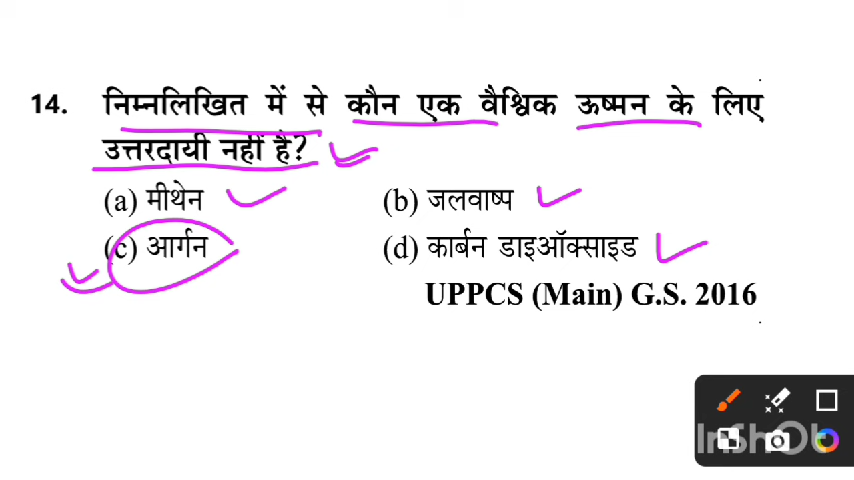 14. निम्नलिखित में से कौन एक वैश्विक ऊष्मन के लिए
उत्तरदायी नहीं है?
(a) मीथेन (b) जलवाष्प
(c) आर्गन (d) कार्बन डाइऑक्साइड
UPPCS (Main) G.S. 2016
InShOt